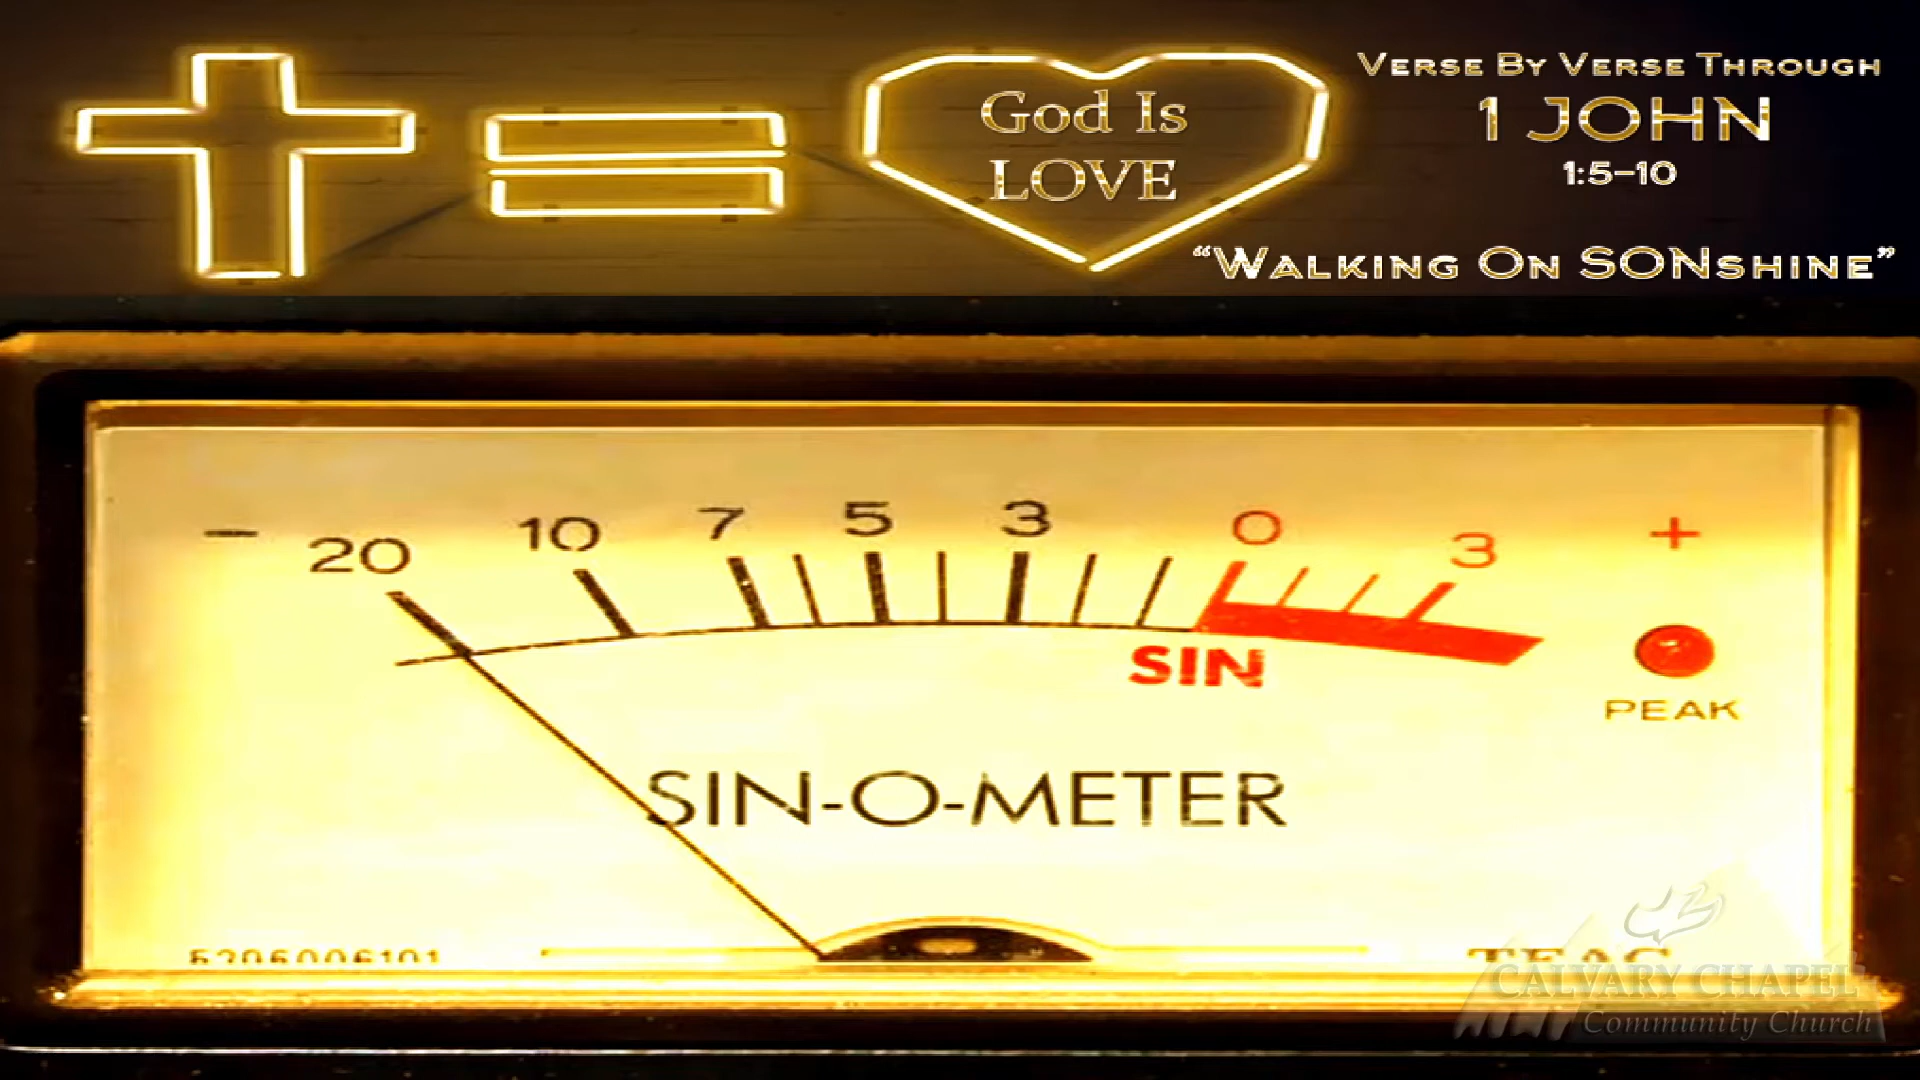 God Is
LOVE
VERSE BY VERSE THROUGH
1 JOHN
1:5-10
“WALKING ON SONSHINE”
- 20 10 7 5 3 0 3 +
SIN
PEAK
SIN-O-METER
TEAC
CALVARY CHAPEL
Community Church